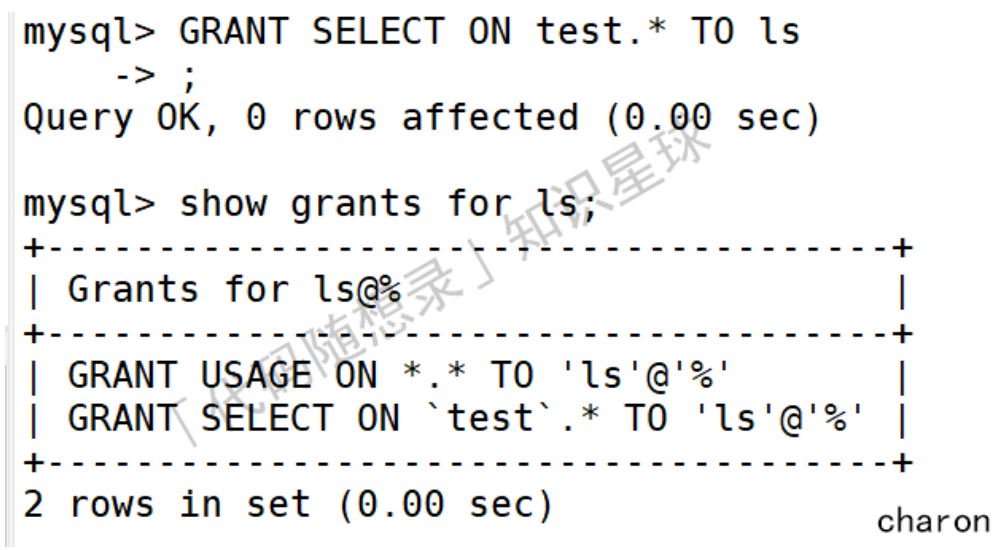 mysql> GRANT SELECT ON test.* TO ls
    -> ;
Query OK, 0 rows affected (0.00 sec)

mysql> show grants for ls;
+--------------------------------------+
| Grants for ls@%                      |
+--------------------------------------+
| GRANT USAGE ON *.* TO 'ls'@'%'       |
| GRANT SELECT ON `test`.* TO 'ls'@'%' |
+--------------------------------------+
2 rows in set (0.00 sec)
「代码随想录」知识星球
charon